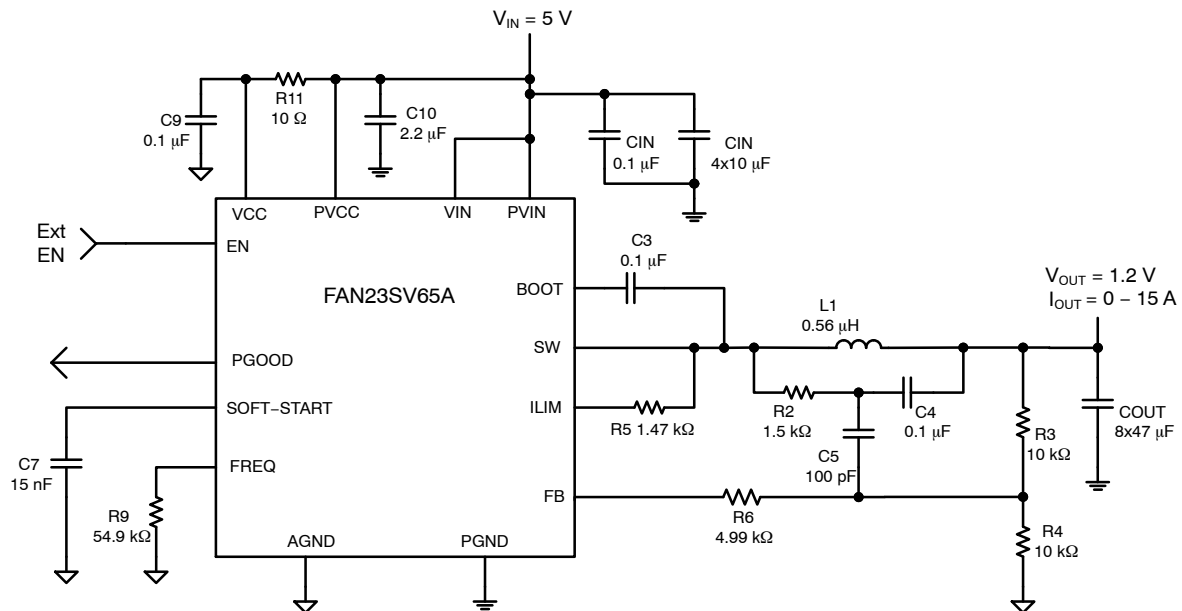 V_IN = 5 V
R11
10 Ω
C9
0.1 μF
C10
2.2 μF
CIN
0.1 μF
CIN
4x10 μF
VCC
PVCC
VIN
PVIN
Ext
EN
EN
C3
0.1 μF
FAN23SV65A
BOOT
V_OUT = 1.2 V
I_OUT = 0 – 15 A
L1
0.56 μH
SW
PGOOD
SOFT–START
ILIM
R5 1.47 kΩ
R2
1.5 kΩ
C4
0.1 μF
R3
10 kΩ
COUT
8x47 μF
C7
15 nF
FREQ
C5
100 pF
FB
R9
54.9 kΩ
R6
4.99 kΩ
R4
10 kΩ
AGND
PGND